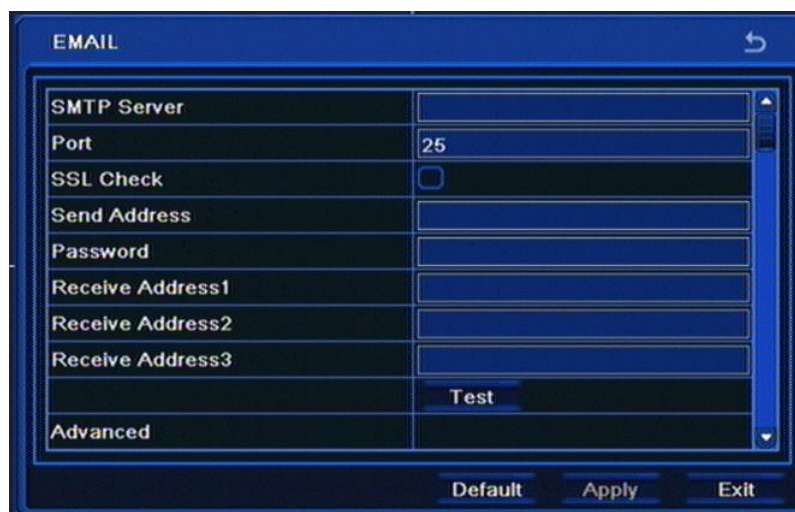 EMAIL
SMTP Server
Port 25
SSL Check
Send Address
Password
Receive Address1
Receive Address2
Receive Address3
Test
Advanced
Default Apply Exit